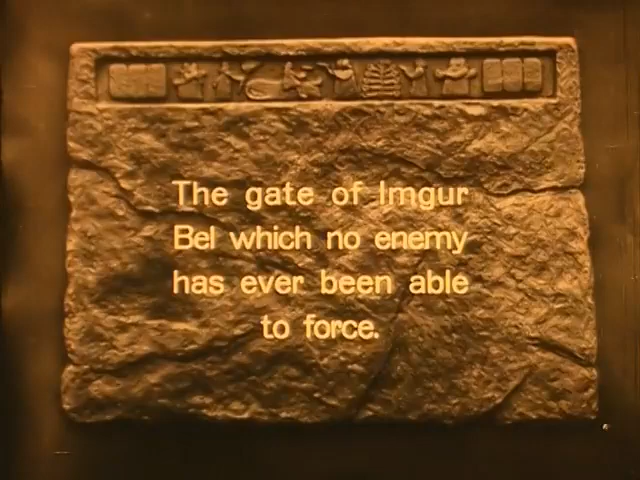 The gate of Imgur
Bel which no enemy
has ever been able
to force.